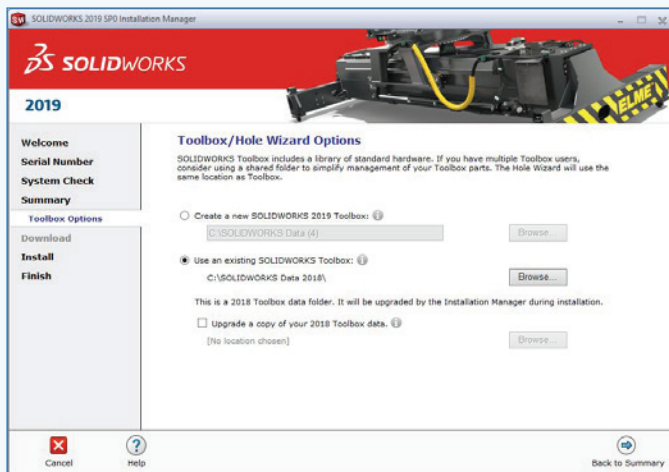 SW SOLIDWORKS 2019 SP0 Installation Manager
SOLIDWORKS
ELME
2019
Welcome
Serial Number
System Check
Summary
Toolbox Options
Download
Install
Finish
Toolbox/Hole Wizard Options
SOLIDWORKS Toolbox includes a library of standard hardware. If you have multiple Toolbox users,
consider using a shared folder to simplify management of your Toolbox parts. The Hole Wizard will use the
same location as Toolbox.
Create a new SOLIDWORKS 2019 Toolbox:
C:\SOLIDWORKS Data (4) Browse...
Use an existing SOLIDWORKS Toolbox:
C:\SOLIDWORKS Data 2018\ Browse...
This is a 2018 Toolbox data folder. It will be upgraded by the Installation Manager during installation.
Upgrade a copy of your 2018 Toolbox data.
[No location chosen] Browse...
Cancel Help Back to Summary